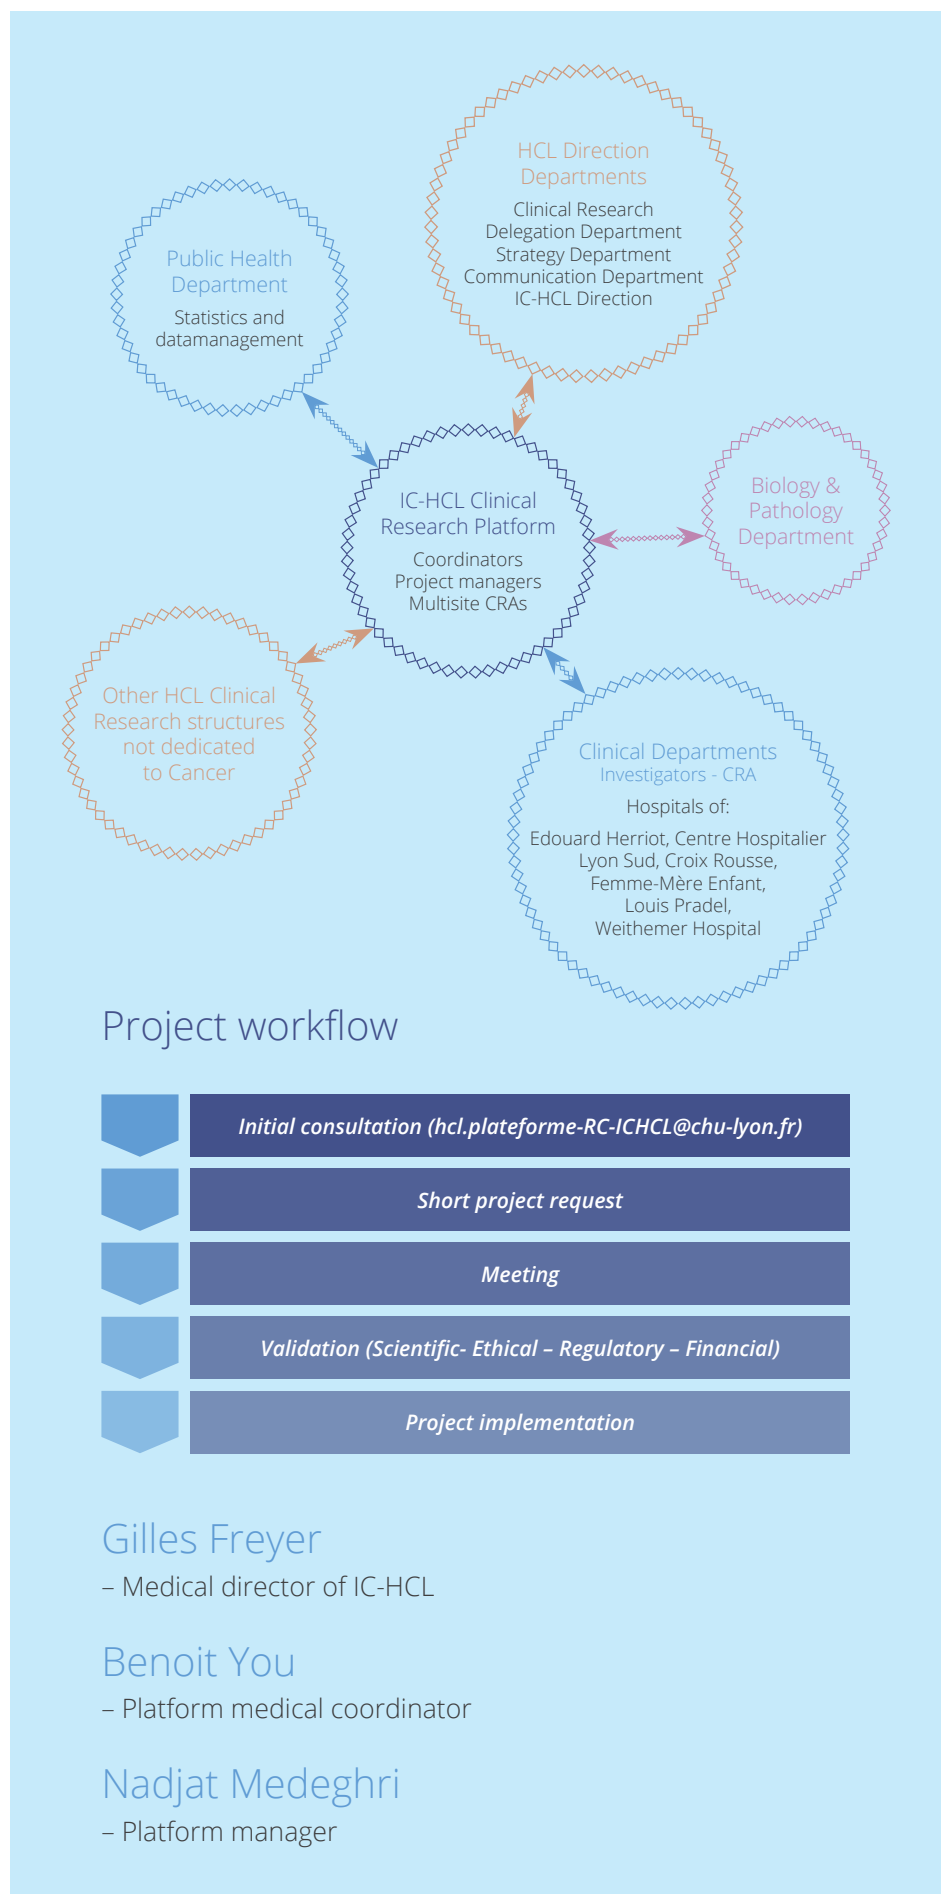 HCL Direction
Departments
Clinical Research
Delegation Department
Strategy Department
Communication Department
IC-HCL Direction
Public Health
Department
Statistics and
datamanagement
IC-HCL Clinical
Research Platform
Coordinators
Project managers
Multisite CRAs
Biology &
Pathology
Department
Other HCL Clinical
Research structures
not dedicated
to Cancer
Clinical Departments
Investigators - CRA
Hospitals of:
Edouard Herriot, Centre Hospitalier
Lyon Sud, Croix Rousse,
Femme-Mère Enfant,
Louis Pradel,
Weithemer Hospital
Project workflow
Initial consultation (hcl.plateforme-RC-ICHCL@chu-lyon.fr)
Short project request
Meeting
Validation (Scientific- Ethical – Regulatory – Financial)
Project implementation
Gilles Freyer
– Medical director of IC-HCL
Benoit You
– Platform medical coordinator
Nadjat Medeghri
– Platform manager